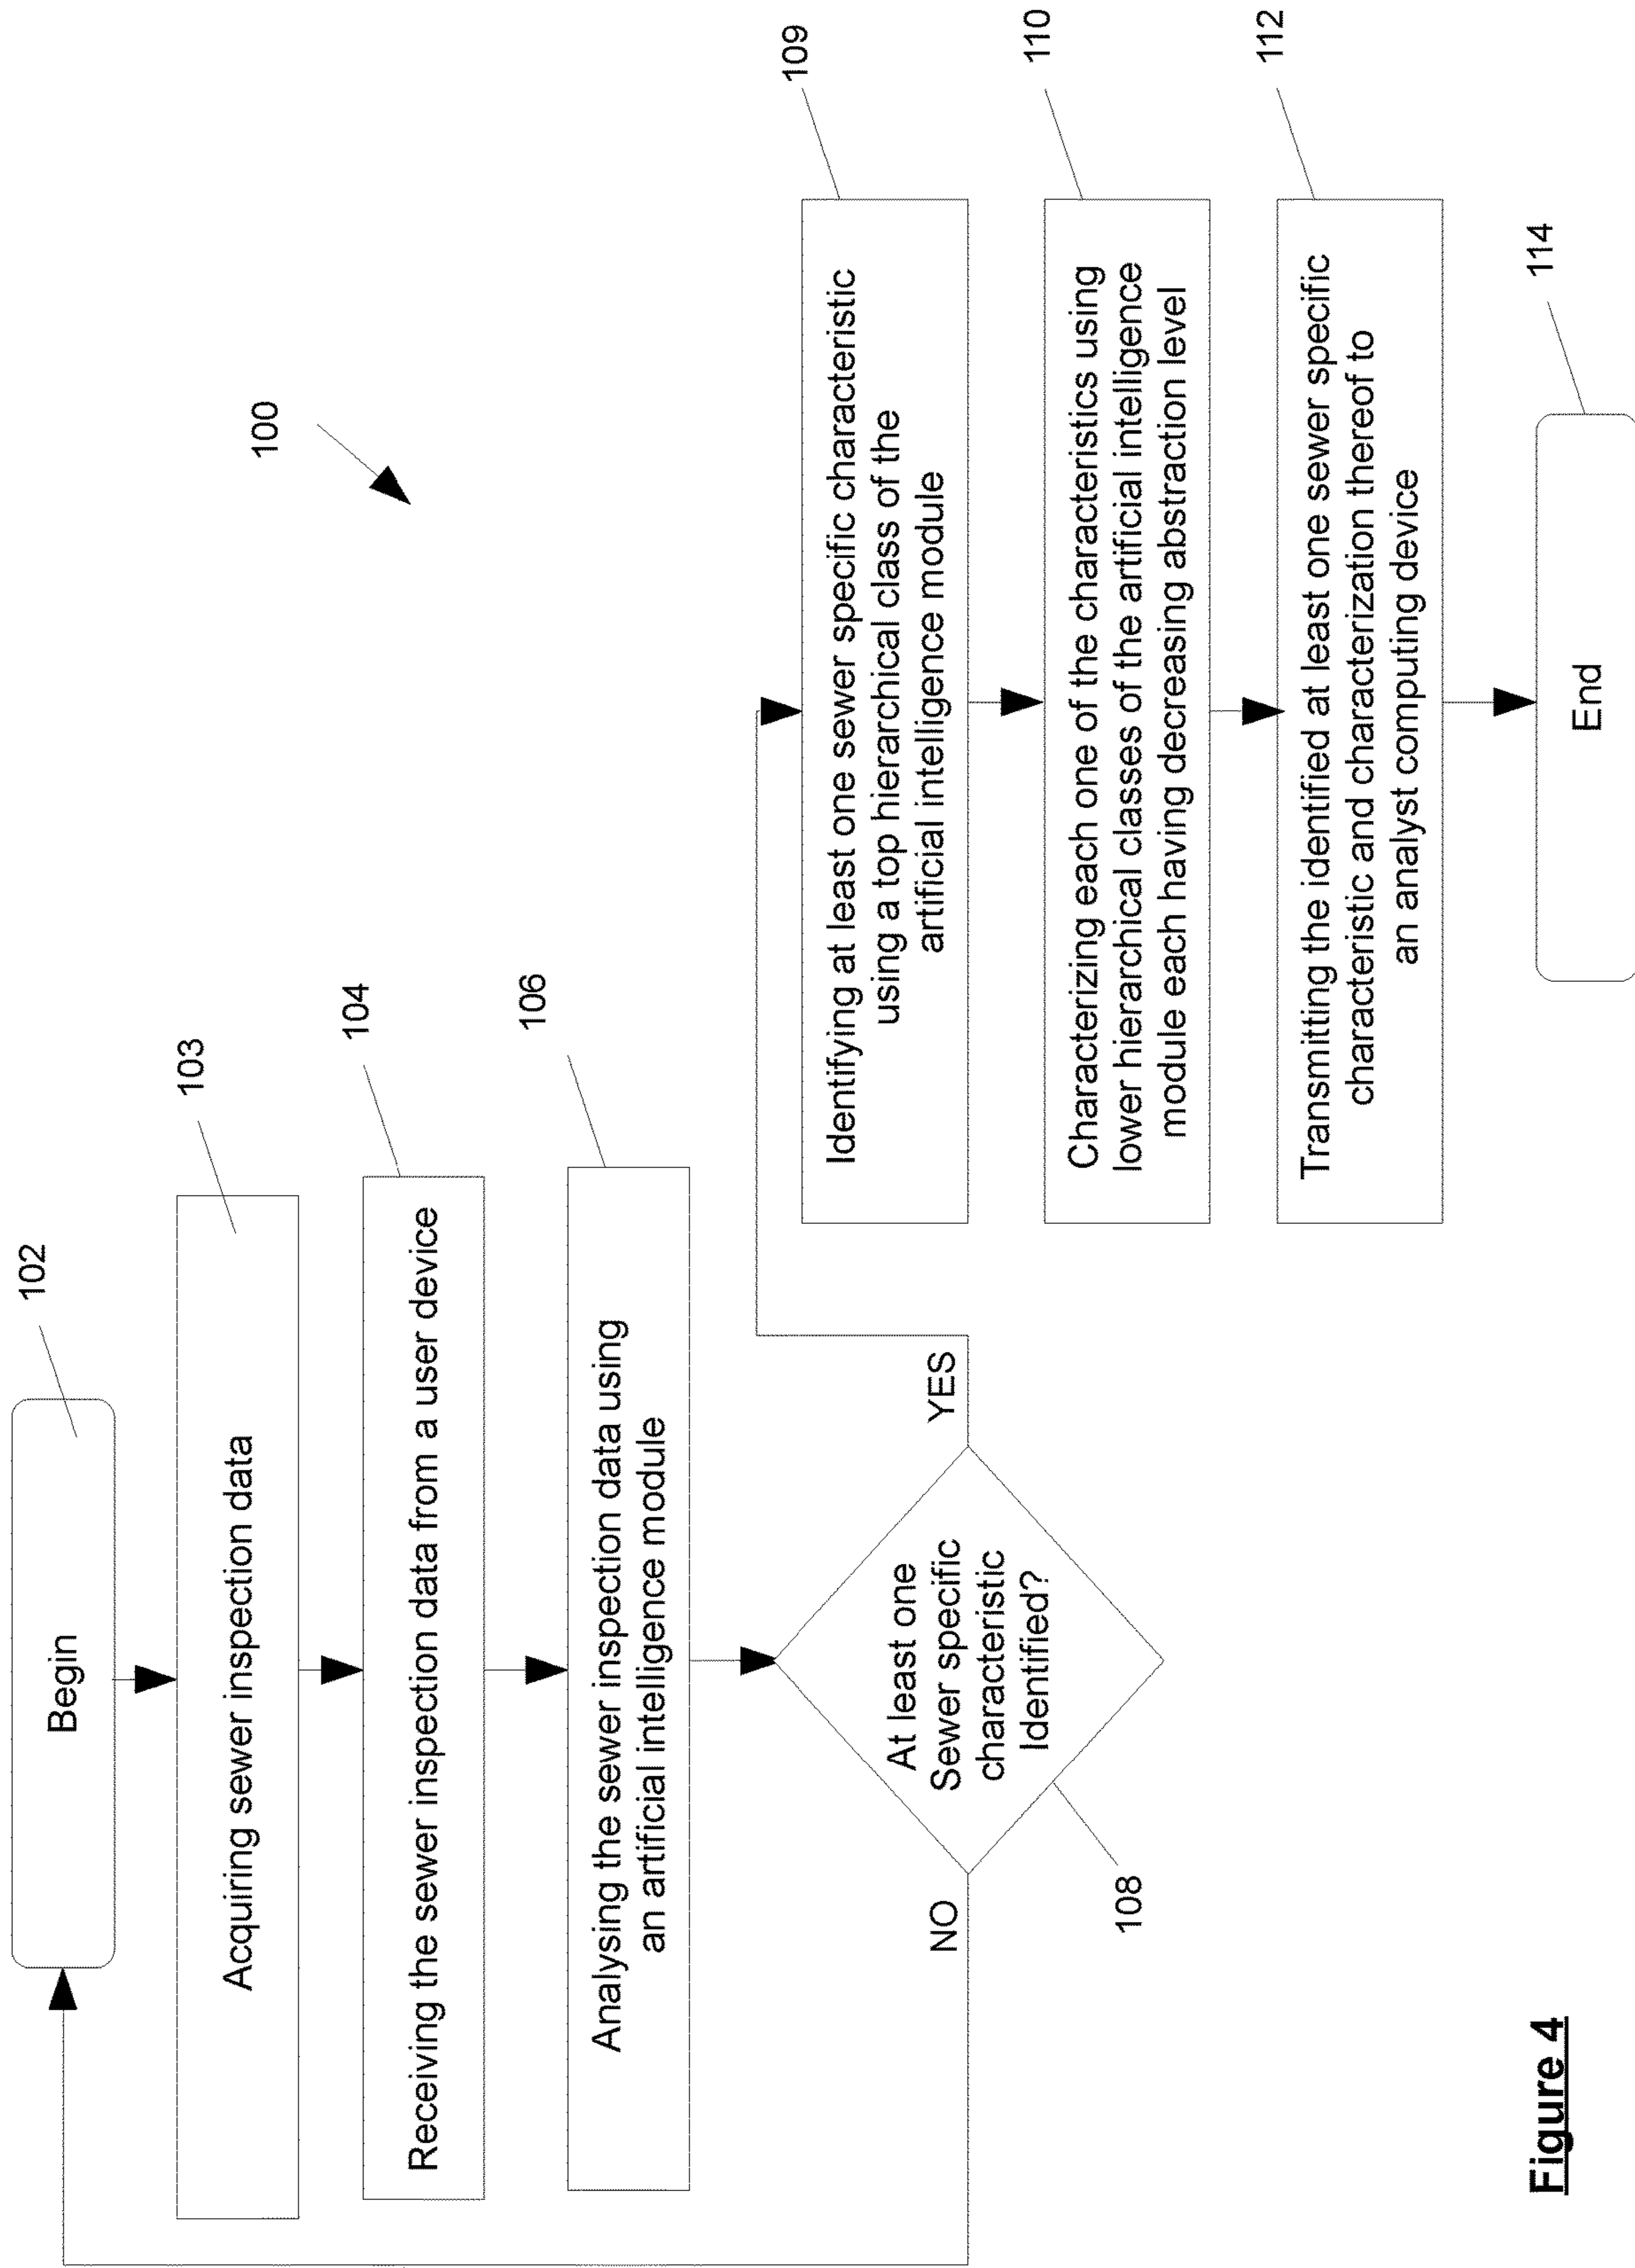 100
102
Begin
103
Acquiring sewer inspection data
104
Receiving the sewer inspection data from a user device
106
Analysing the sewer inspection data using
an artificial intelligence module
At least one
Sewer specific
characteristic
Identified?
NO
YES
108
109
Identifying at least one sewer specific characteristic
using a top hierarchical class of the
artificial intelligence module
110
Characterizing each one of the characteristics using
lower hierarchical classes of the artificial intelligence
module each having decreasing abstraction level
112
Transmitting the identified at least one sewer specific
characteristic and characterization thereof to
an analyst computing device
114
End
Figure 4